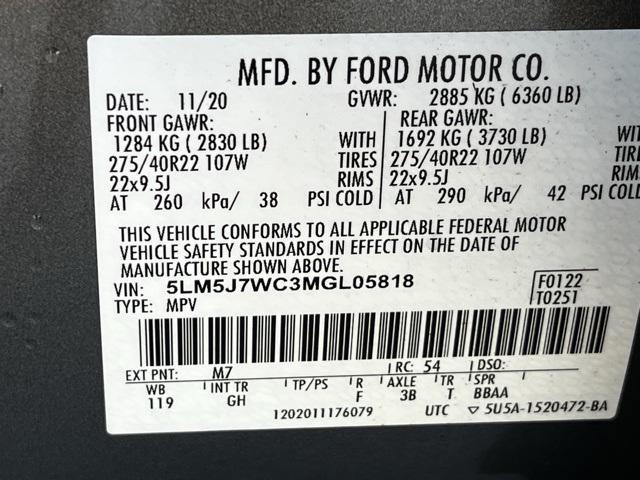 MFD. BY FORD MOTOR CO.
DATE: 11/20 GVWR: 2885 KG ( 6360 LB)
FRONT GAWR: REAR GAWR:
1284 KG ( 2830 LB) WITH 1692 KG ( 3730 LB) WIT
275/40R22 107W TIRES 275/40R22 107W TIRES
22x9.5J RIMS 22x9.5J RIMS
AT 260 kPa/ 38 PSI COLD AT 290 kPa/ 42 PSI COLD
THIS VEHICLE CONFORMS TO ALL APPLICABLE FEDERAL MOTOR
VEHICLE SAFETY STANDARDS IN EFFECT ON THE DATE OF
MANUFACTURE SHOWN ABOVE.
VIN: 5LM5J7WC3MGL05818 F0122
TYPE: MPV T0251
EXT PNT: M7 RC: 54 DSO:
WB INT TR TP/PS R AXLE TR SPR
119 GH F 3B T BBAA
1202011176079 UTC ▽ 5U5A-1520472-BA